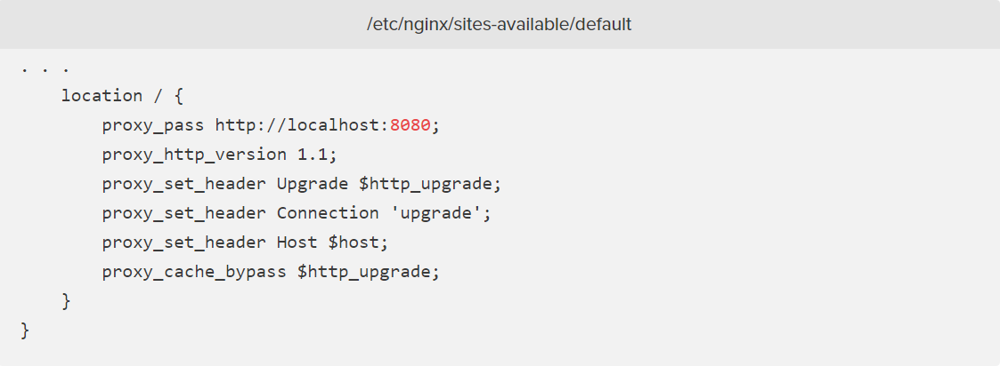 /etc/nginx/sites-available/default
. . .
    location / {
        proxy_pass http://localhost:8080;
        proxy_http_version 1.1;
        proxy_set_header Upgrade $http_upgrade;
        proxy_set_header Connection 'upgrade';
        proxy_set_header Host $host;
        proxy_cache_bypass $http_upgrade;
    }
}